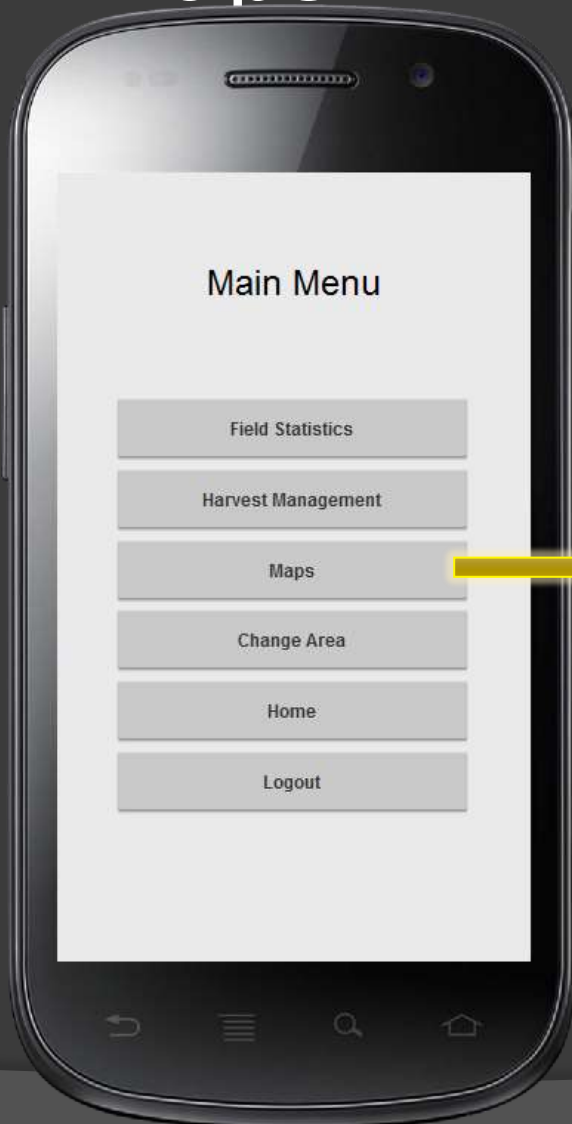 Main Menu
Field Statistics
Harvest Management
Maps
Change Area
Home
Logout